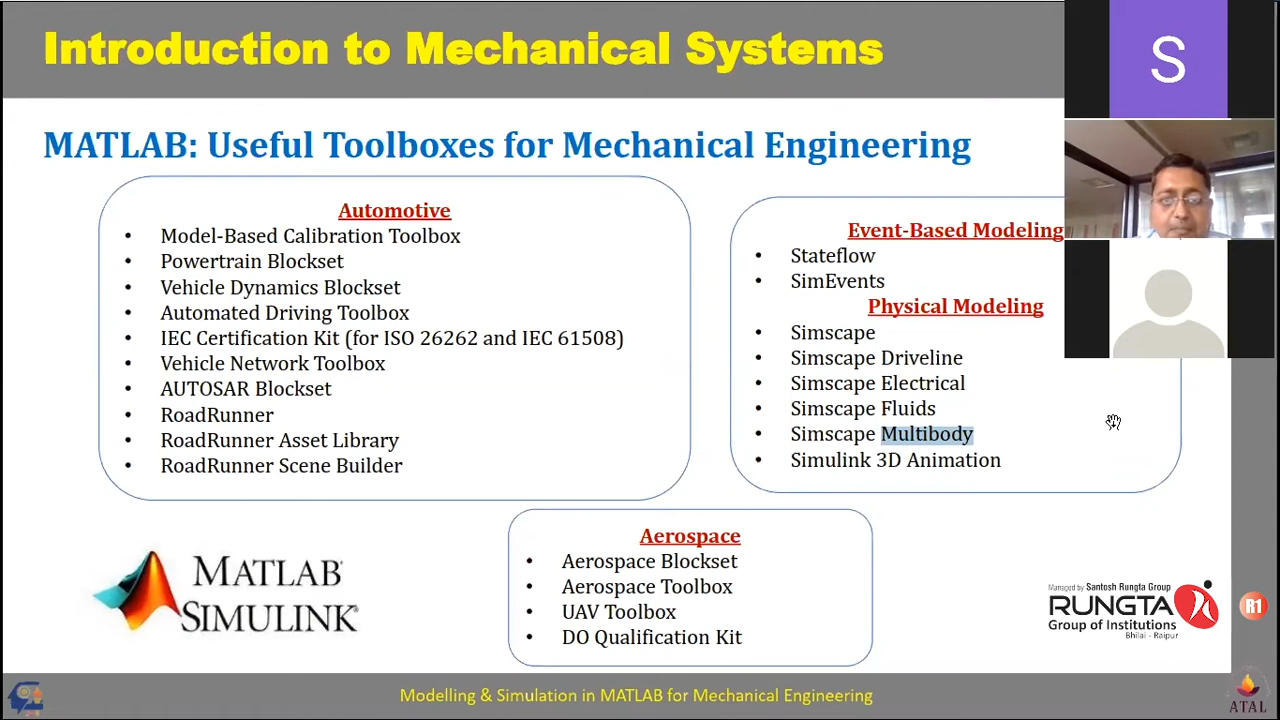 Introduction to Mechanical Systems
S
MATLAB: Useful Toolboxes for Mechanical Engineering
Automotive
• Model-Based Calibration Toolbox
• Powertrain Blockset
• Vehicle Dynamics Blockset
• Automated Driving Toolbox
• IEC Certification Kit (for ISO 26262 and IEC 61508)
• Vehicle Network Toolbox
• AUTOSAR Blockset
• RoadRunner
• RoadRunner Asset Library
• RoadRunner Scene Builder
Event-Based Modeling
• Stateflow
• SimEvents
Physical Modeling
• Simscape
• Simscape Driveline
• Simscape Electrical
• Simscape Fluids
• Simscape Multibody
• Simulink 3D Animation
Aerospace
• Aerospace Blockset
• Aerospace Toolbox
• UAV Toolbox
• DO Qualification Kit
MATLAB®
SIMULINK®
Managed by Santosh Rungta Group
RUNGTA
Group of Institutions
Bhilai - Raipur
R1
Modelling & Simulation in MATLAB for Mechanical Engineering
ATAL